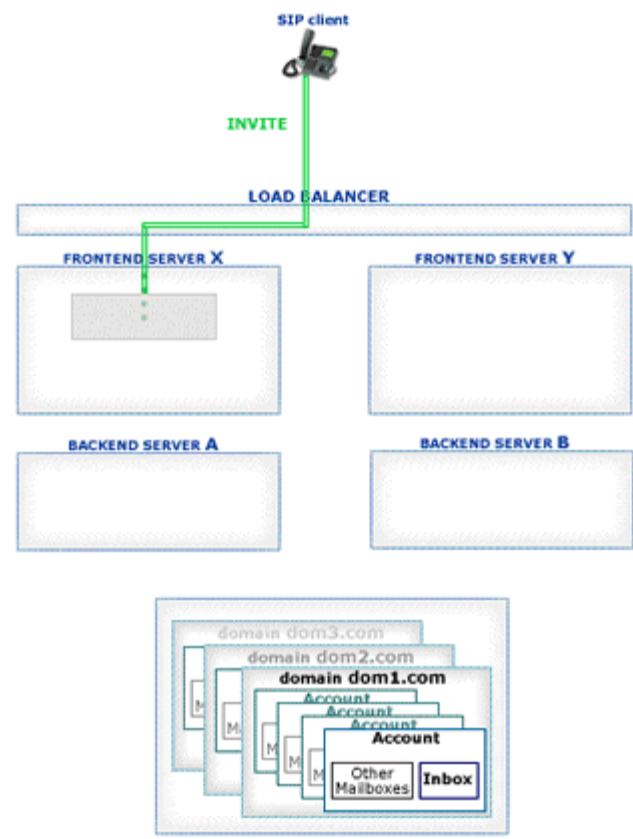 SIP client
INVITE
LOAD BALANCER
FRONTEND SERVER X
FRONTEND SERVER Y
BACKEND SERVER A
BACKEND SERVER B
domain dom3.com
domain dom2.com
domain dom1.com
Account
Account
Account
Account
M
Ma
M
M
M
Other
Mailboxes
Inbox